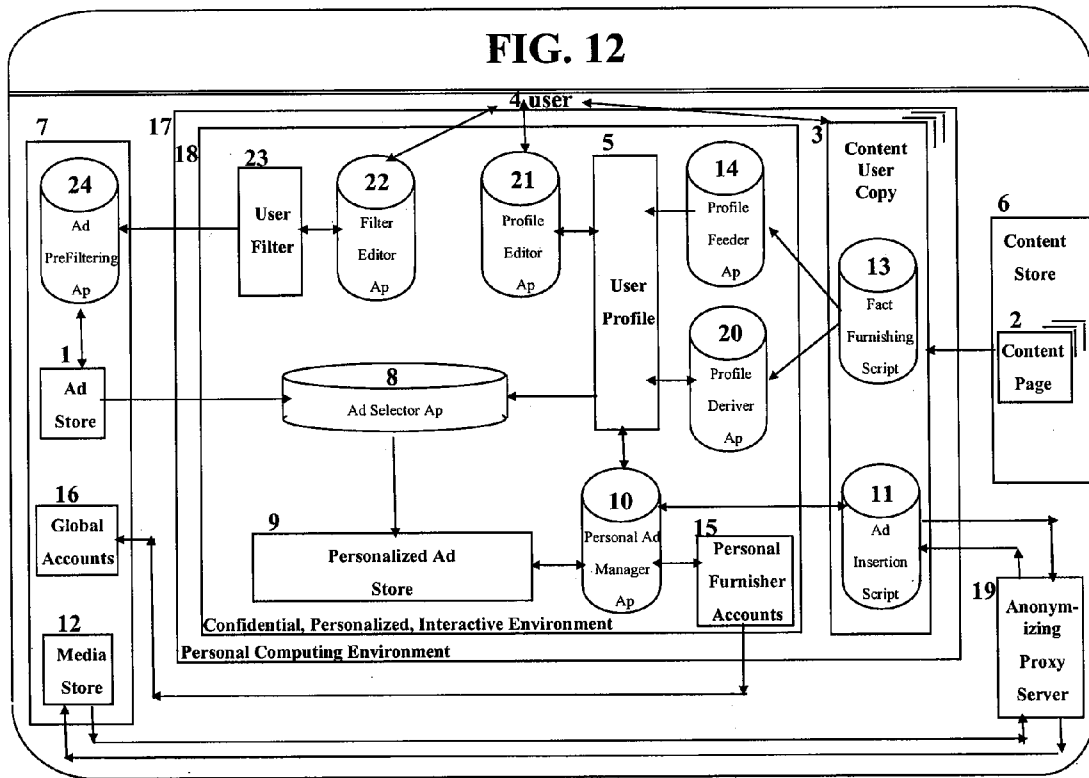 FIG. 12
4 user
7
17
18
24
Ad
PreFiltering
Ap
1
Ad
Store
16
Global
Accounts
12
Media
Store
23
User
Filter
22
Filter
Editor
Ap
21
Profile
Editor
Ap
5
User
Profile
14
Profile
Feeder
Ap
20
Profile
Deriver
Ap
8
Ad Selector Ap
9
Personalized Ad
Store
10
Personal Ad
Manager
Ap
15
Personal
Furnisher
Accounts
Confidential, Personalized, Interactive Environment
Personal Computing Environment
3
Content
User
Copy
13
Fact
Furnishing
Script
11
Ad
Insertion
Script
6
Content
Store
2
Content
Page
19
Anonym-
izing
Proxy
Server